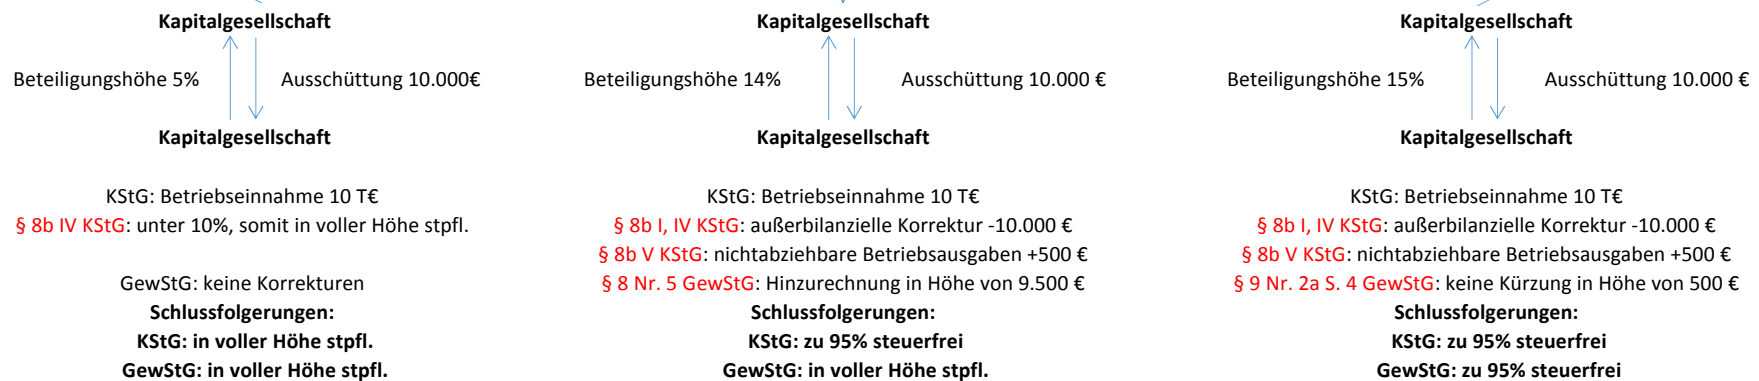 Kapitalgesellschaft
Beteiligungshöhe 5%
Ausschüttung 10.000€
Kapitalgesellschaft
KStG: Betriebseinnahme 10 T€
§ 8b IV KStG: unter 10%, somit in voller Höhe stpfl.
GewStG: keine Korrekturen
Schlussfolgerungen:
KStG: in voller Höhe stpfl.
GewStG: in voller Höhe stpfl.
Kapitalgesellschaft
Beteiligungshöhe 14%
Ausschüttung 10.000 €
Kapitalgesellschaft
KStG: Betriebseinnahme 10 T€
§ 8b I, IV KStG: außerbilanzielle Korrektur -10.000 €
§ 8b V KStG: nichtabziehbare Betriebsausgaben +500 €
§ 8 Nr. 5 GewStG: Hinzurechnung in Höhe von 9.500 €
Schlussfolgerungen:
KStG: zu 95% steuerfrei
GewStG: in voller Höhe stpfl.
Kapitalgesellschaft
Beteiligungshöhe 15%
Ausschüttung 10.000 €
Kapitalgesellschaft
KStG: Betriebseinnahme 10 T€
§ 8b I, IV KStG: außerbilanzielle Korrektur -10.000 €
§ 8b V KStG: nichtabziehbare Betriebsausgaben +500 €
§ 9 Nr. 2a S. 4 GewStG: keine Kürzung in Höhe von 500 €
Schlussfolgerungen:
KStG: zu 95% steuerfrei
GewStG: zu 95% steuerfrei